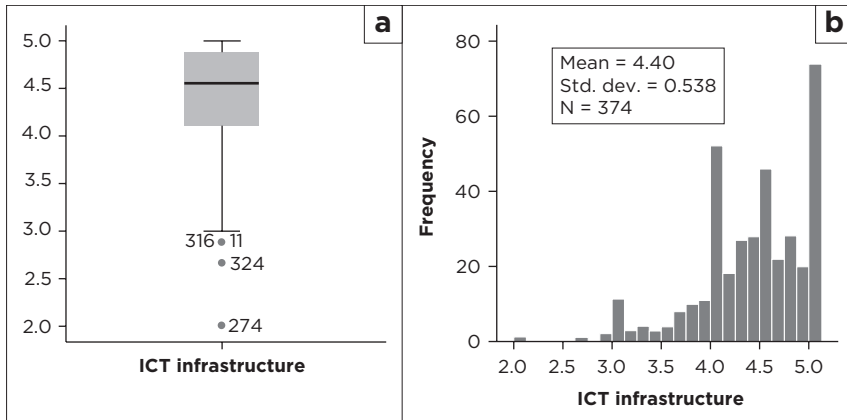 a
5.0
4.5
4.0
3.5
3.0
316 11
324
2.5
274
2.0
ICT infrastructure
b
80
Mean = 4.40
Std. dev. = 0.538
N = 374
60
Frequency
40
20
0
2.0 2.5 3.0 3.5 4.0 4.5 5.0
ICT infrastructure